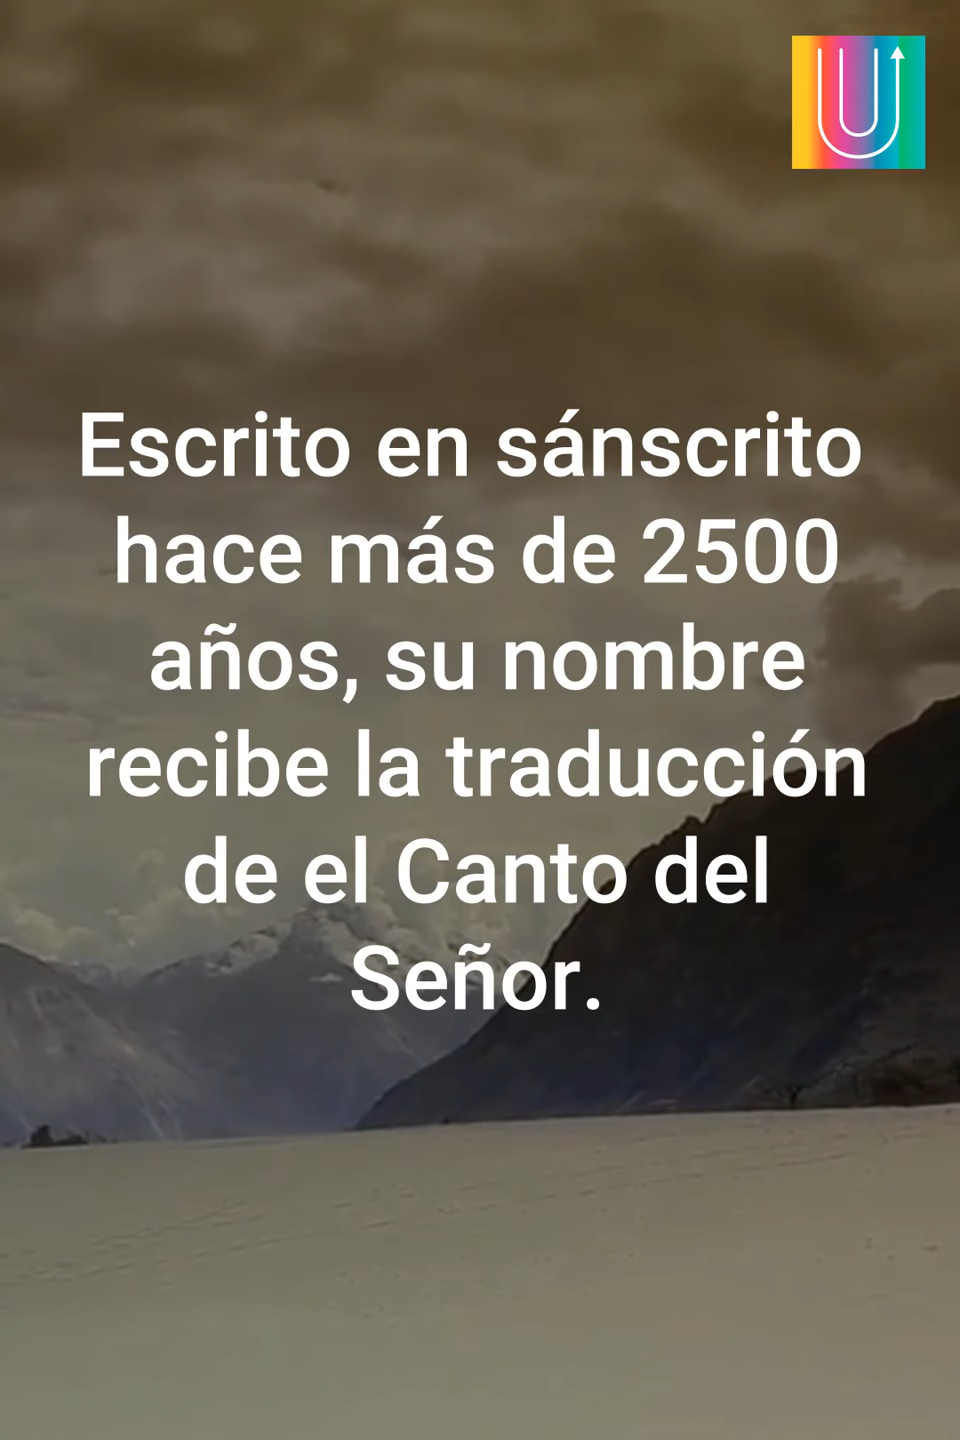 Escrito en sánscrito
hace más de 2500
años, su nombre
recibe la traducción
de el Canto del
Señor.